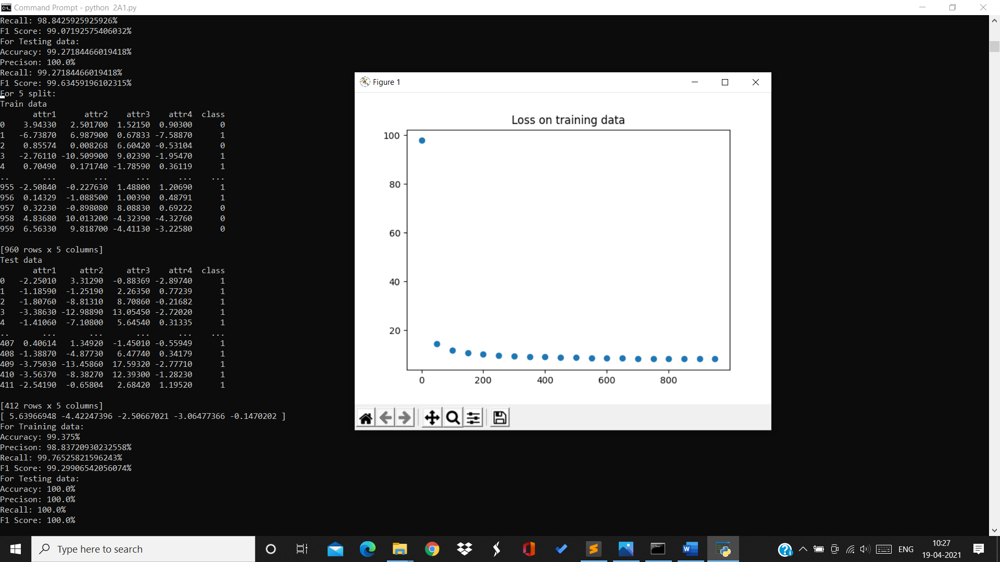 Command Prompt - python  2A1.py
Recall: 98.8425925925926%
F1 Score: 99.07192575406032%
For Testing data:
Accuracy: 99.27184466019418%
Precison: 100.0%
Recall: 99.27184466019418%
F1 Score: 99.63459196102315%
For 5 split:
Train data
attr1 attr2 attr3 attr4 class
0 3.94330 2.501700 1.52150 0.90300 0
1 -6.73870 6.987900 0.67833 -7.58870 1
2 0.85574 0.008268 6.60420 -0.53104 0
3 -2.76110 -10.509900 9.02390 -1.95470 1
4 0.70490 0.171740 -1.78590 0.36119 1
.. ... ... ... ... ...
955 -2.50840 -0.227630 1.48800 1.20690 1
956 0.14329 -1.088500 1.00390 0.48791 1
957 0.32230 -0.898080 8.08830 0.69222 0
958 4.83680 10.013200 -4.32390 -4.32760 0
959 6.56330 9.818700 -4.41130 -3.22580 0
[960 rows x 5 columns]
Test data
attr1 attr2 attr3 attr4 class
0 -2.25010 3.31290 -0.88369 -2.89740 1
1 -1.18590 -1.25190 2.26350 0.77239 1
2 -1.80760 -8.81310 8.70860 -0.21682 1
3 -3.38630 -12.98890 13.05450 -2.72020 1
4 -1.41060 -7.10800 5.64540 0.31335 1
.. ... ... ... ... ...
407 0.40614 1.34920 -1.45010 -0.55949 1
408 -1.38870 -4.87730 6.47740 0.34179 1
409 -3.75030 -13.45860 17.59320 -2.77710 1
410 -3.56370 -8.38270 12.39300 -1.28230 1
411 -2.54190 -0.65804 2.68420 1.19520 1
[412 rows x 5 columns]
[ 5.63966948 -4.42247396 -2.50667021 -3.06477366 -0.1470202 ]
For Training data:
Accuracy: 99.375%
Precison: 98.83720930232558%
Recall: 99.76525821596243%
F1 Score: 99.29906542056074%
For Testing data:
Accuracy: 100.0%
Precison: 100.0%
Recall: 100.0%
F1 Score: 100.0%
Figure 1
Loss on training data
100
80
60
40
20
0 200 400 600 800
Type here to search
ENG
10:27
19-04-2021